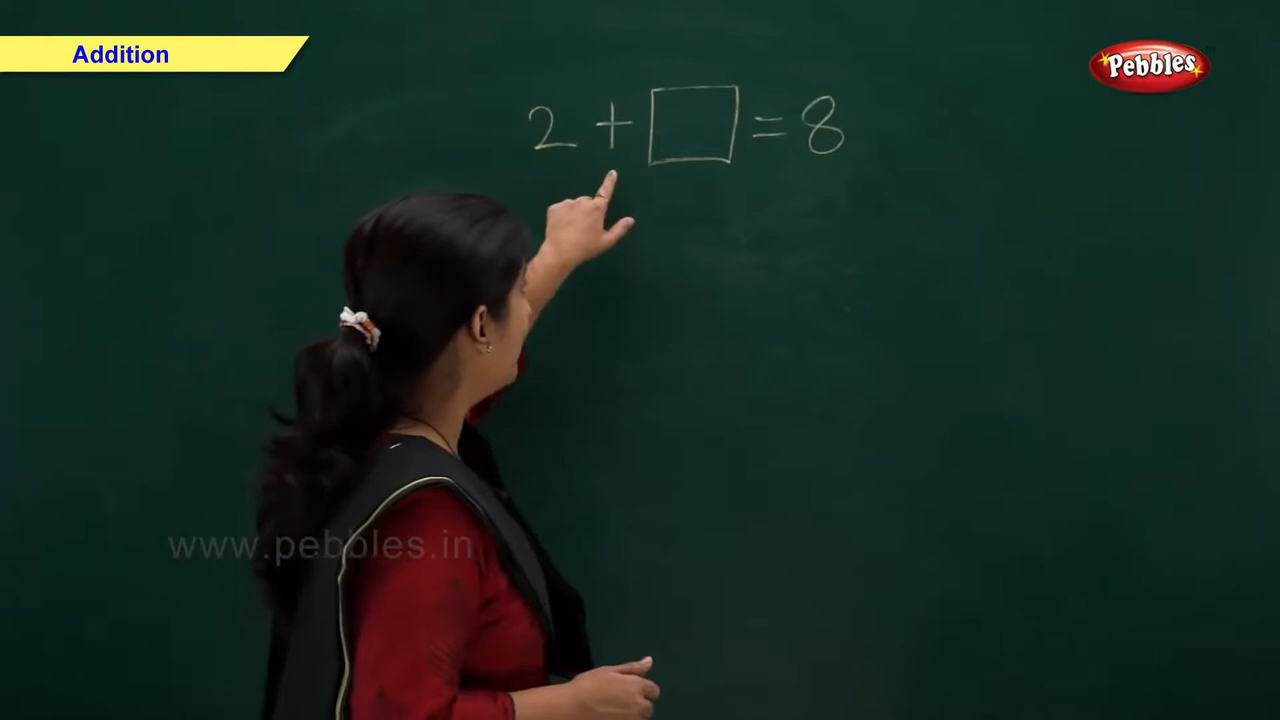 Addition
Pebbles
2 + □ = 8
www.pebbles.in